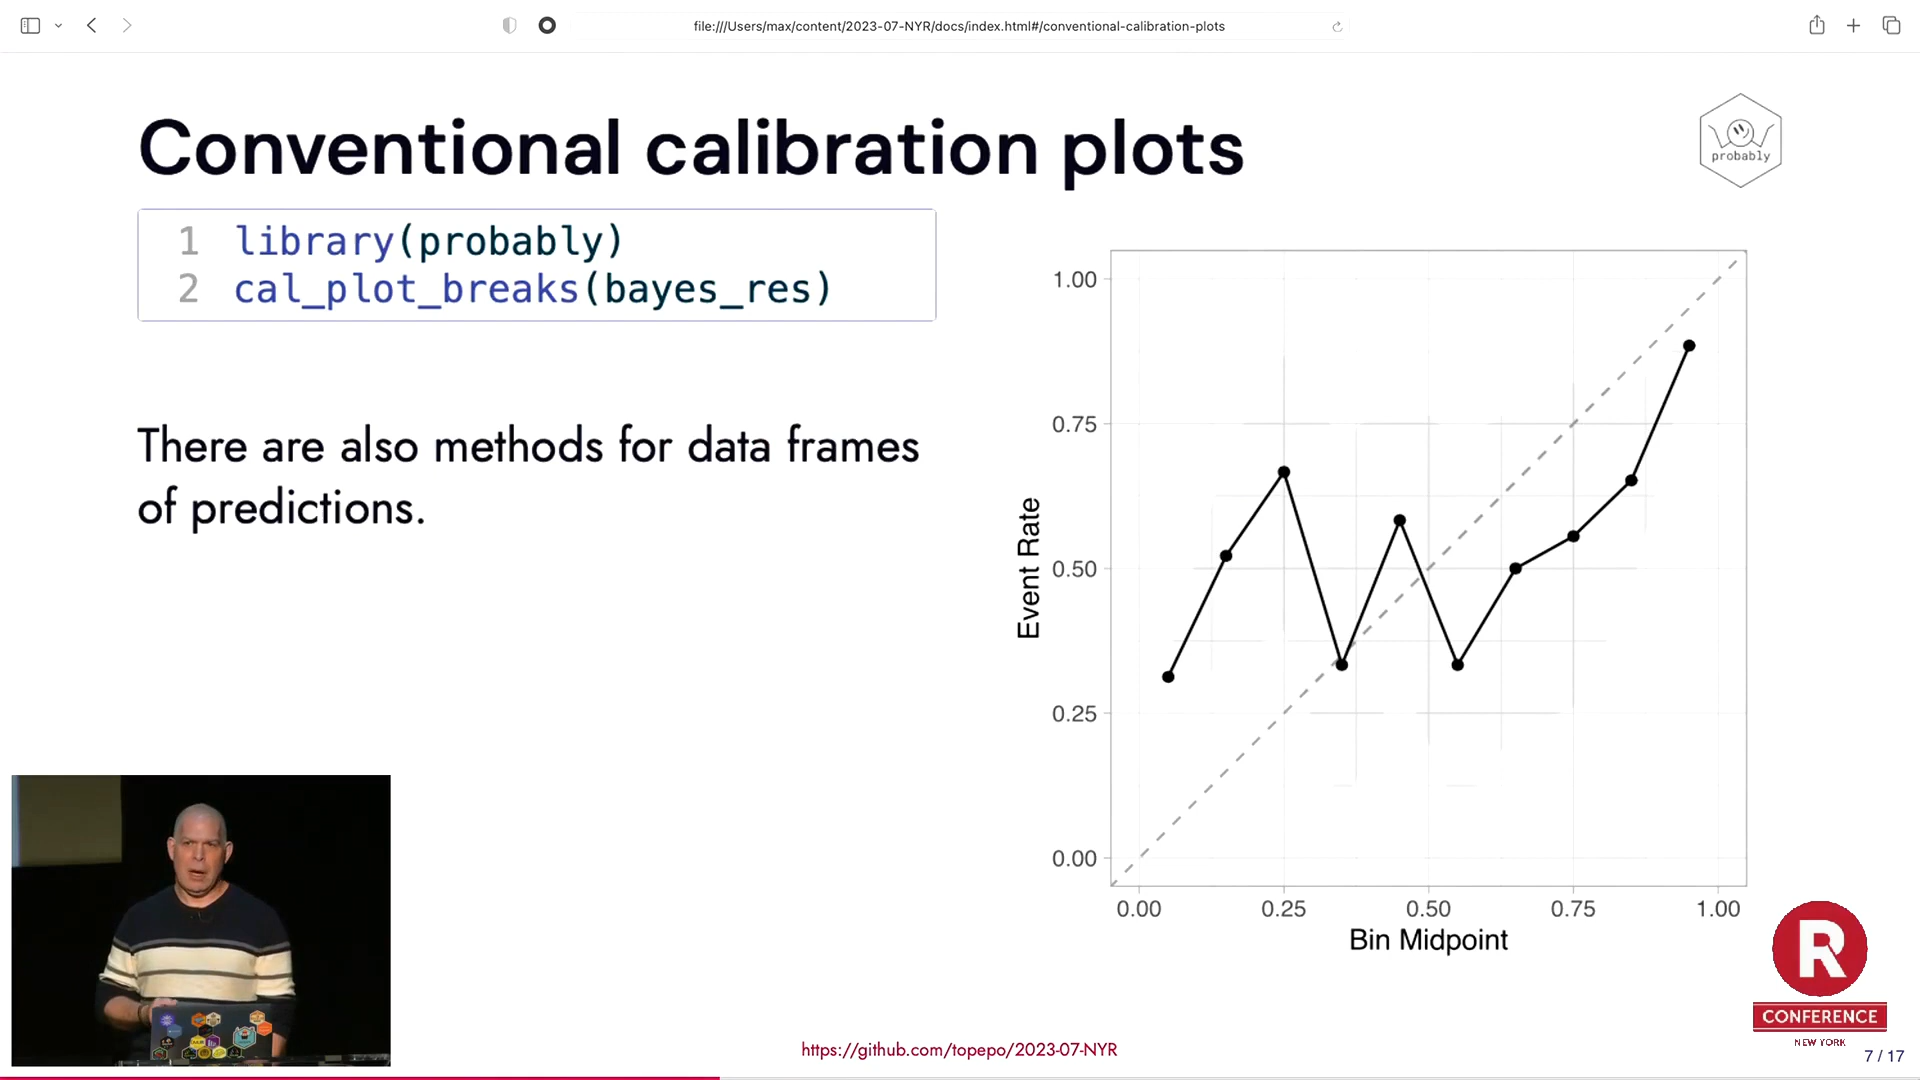 file:///Users/max/content/2023-07-NYR/docs/index.html#/conventional-calibration-plots
Conventional calibration plots
probably
1 library(probably)
2 cal_plot_breaks(bayes_res)
There are also methods for data frames
of predictions.
Event Rate
1.00
0.75
0.50
0.25
0.00
0.00 0.25 0.50 0.75 1.00
Bin Midpoint
R
CONFERENCE
NEW YORK
https://github.com/topepo/2023-07-NYR
7 / 17